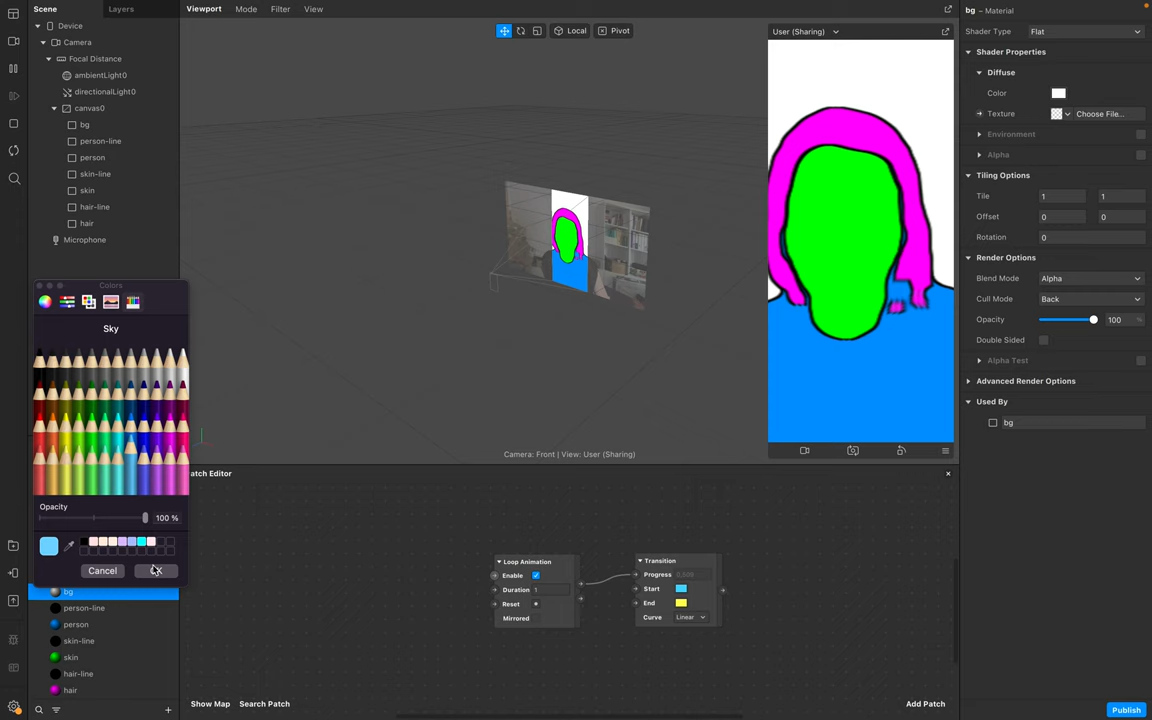 Scene Layers
Device
Camera
Focal Distance
ambientLight0
directionalLight0
canvas0
bg
person-line
person
skin-line
skin
hair-line
hair
Microphone
Colors
Sky
Opacity
100 %
Cancel
bg
person-line
person
skin-line
skin
hair-line
hair
Viewport Mode Filter View
Local Pivot
User (Sharing)
Camera: Front | View: User (Sharing)
atch Editor
Loop Animation
Enable
Duration 1
Reset
Mirrored
Transition
Progress
Start
End
Curve Linear
Show Map Search Patch Add Patch
bg – Material
Shader Type Flat
Shader Properties
Diffuse
Color
Texture Choose File...
Environment
Alpha
Tiling Options
Tile 1 1
Offset 0 0
Rotation 0
Render Options
Blend Mode Alpha
Cull Mode Back
Opacity 100 %
Double Sided
Alpha Test
Advanced Render Options
Used By
bg
Publish